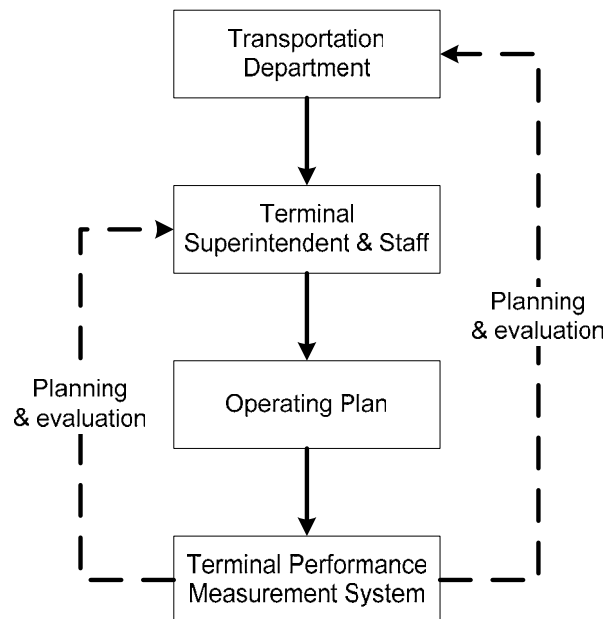 Transportation
Department
Terminal
Superintendent & Staff
Planning
& evaluation
Operating Plan
Planning
& evaluation
Terminal Performance
Measurement System